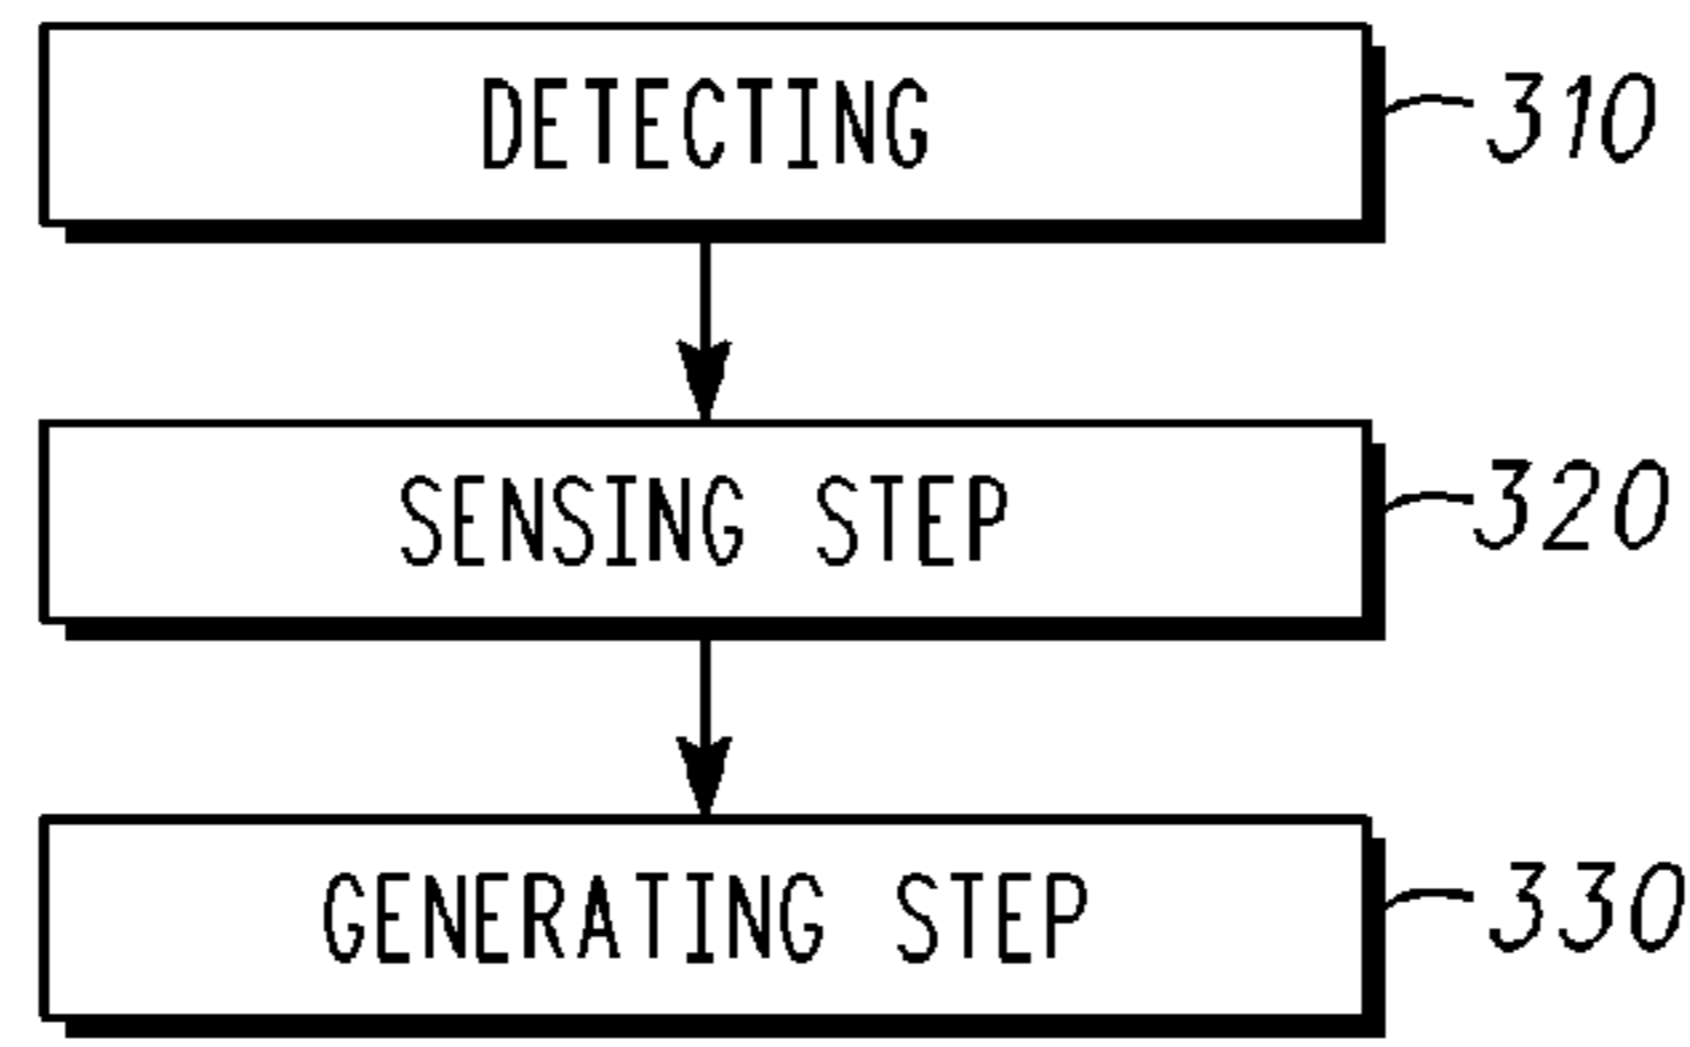 DETECTING
310
SENSING STEP
320
GENERATING STEP
330